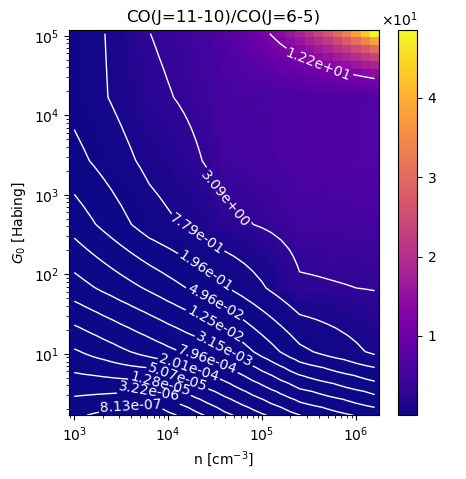 CO(J=11-10)/CO(J=6-5)
×10¹
10⁵
10⁴
10³
10²
10¹
G₀ [Habing]
1.22e+01
3.09e+00
7.79e-01
1.96e-01
4.96e-02
1.25e-02
3.15e-03
7.96e-04
2.01e-04
5.07e-05
1.28e-05
3.22e-06
8.13e-07
4
3
2
1
10³
10⁴
10⁵
10⁶
n [cm⁻³]